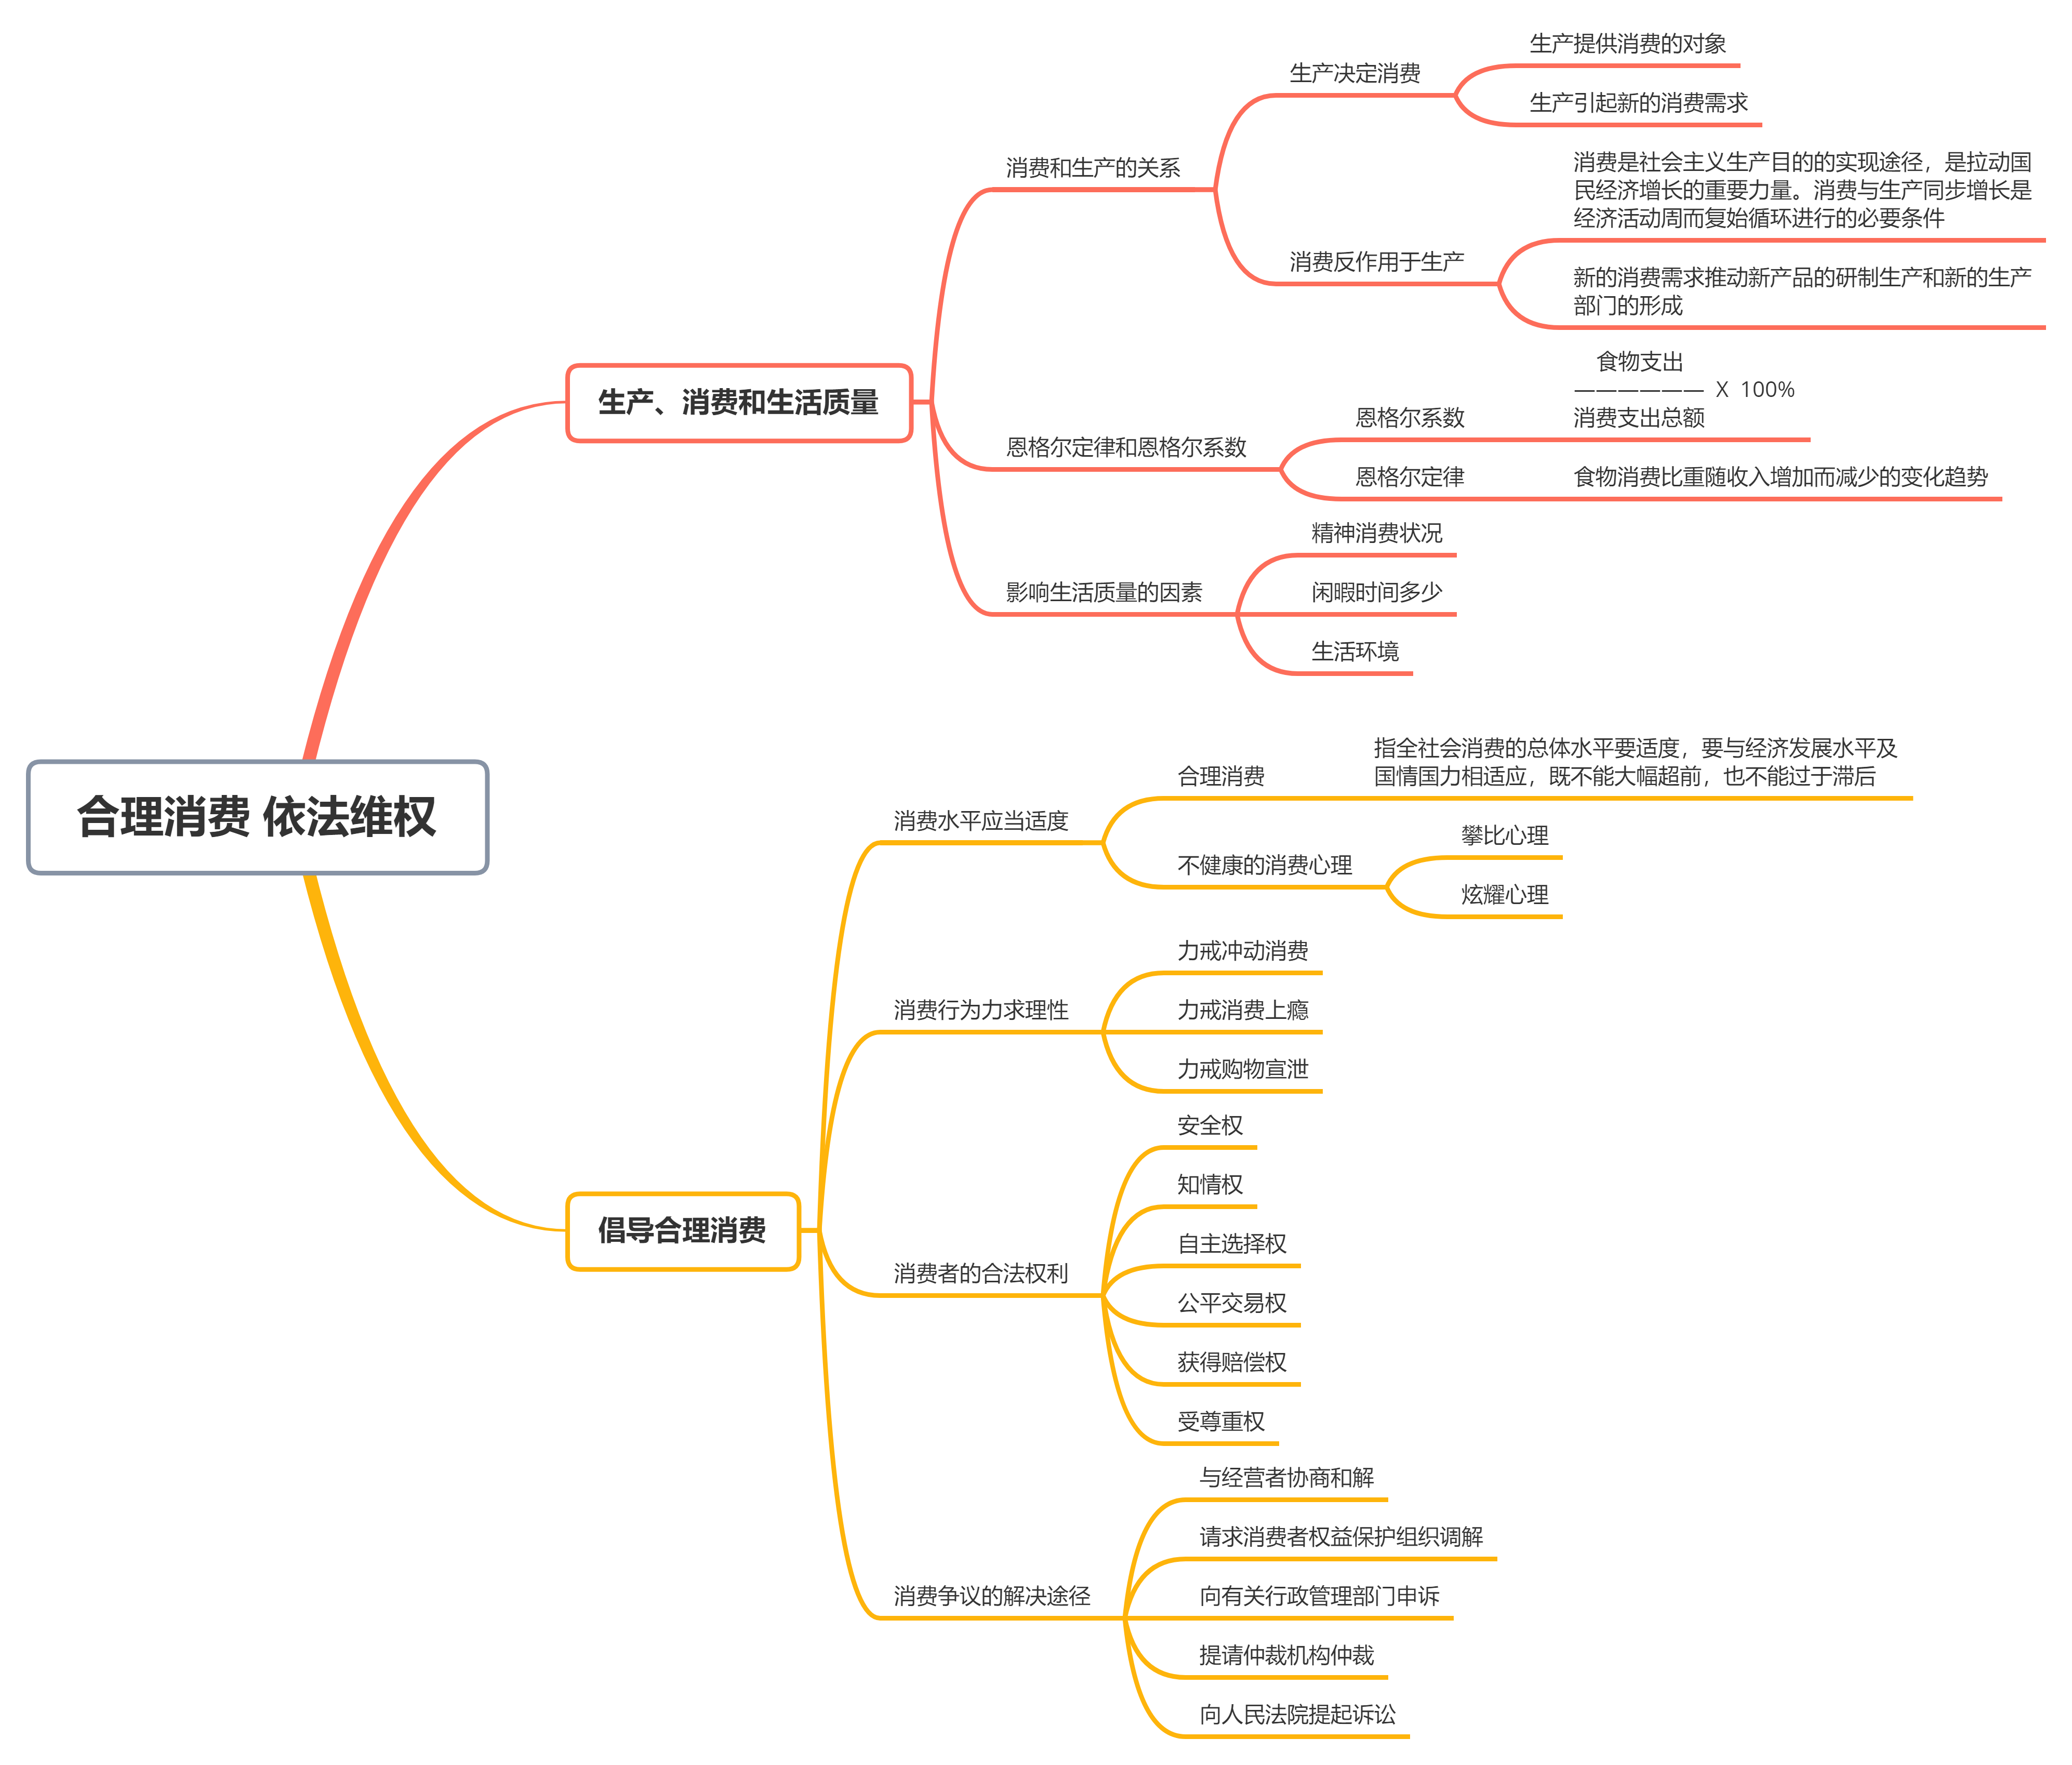 合理消费 依法维权
生产、消费和生活质量
消费和生产的关系
生产决定消费
生产提供消费的对象
生产引起新的消费需求
消费反作用于生产
消费是社会主义生产目的的实现途径，是拉动国
民经济增长的重要力量。消费与生产同步增长是
经济活动周而复始循环进行的必要条件
新的消费需求推动新产品的研制生产和新的生产
部门的形成
恩格尔定律和恩格尔系数
恩格尔系数
食物支出
—————— X 100%
消费支出总额
恩格尔定律
食物消费比重随收入增加而减少的变化趋势
影响生活质量的因素
精神消费状况
闲暇时间多少
生活环境
倡导合理消费
消费水平应当适度
合理消费
指全社会消费的总体水平要适度，要与经济发展水平及
国情国力相适应，既不能大幅超前，也不能过于滞后
不健康的消费心理
攀比心理
炫耀心理
消费行为力求理性
力戒冲动消费
力戒消费上瘾
力戒购物宣泄
消费者的合法权利
安全权
知情权
自主选择权
公平交易权
获得赔偿权
受尊重权
消费争议的解决途径
与经营者协商和解
请求消费者权益保护组织调解
向有关行政管理部门申诉
提请仲裁机构仲裁
向人民法院提起诉讼